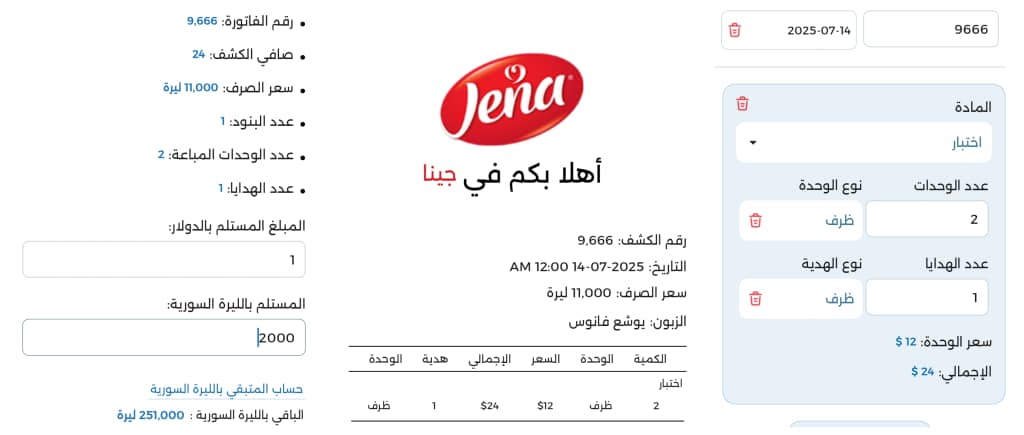 9666
2025-07-14
المادة
اختبار
عدد الوحدات
نوع الوحدة
2
ظرف
عدد الهدايا
نوع الهدية
1
ظرف
سعر الوحدة: 12 $
الإجمالي: 24 $
Jena
أهلا بكم في جينا
رقم الكشف: 9,666
التاريخ: 2025-07-14 12:00 AM
سعر الصرف: 11,000 ليرة
الزبون: يوشع فانوس
الكمية الوحدة السعر الإجمالي هدية الوحدة
اختبار
2 ظرف $12 $24 1 ظرف
رقم الفاتورة: 9,666
صافي الكشف: 24
سعر الصرف: 11,000 ليرة
عدد البنود: 1
عدد الوحدات المباعة: 2
عدد الهدايا: 1
المبلغ المستلم بالدولار:
1
المستلم بالليرة السورية:
2000
حساب المتبقي بالليرة السورية
الباقي بالليرة السورية : 251,000 ليرة